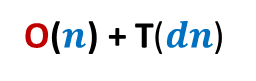 O(n) + T(dn)